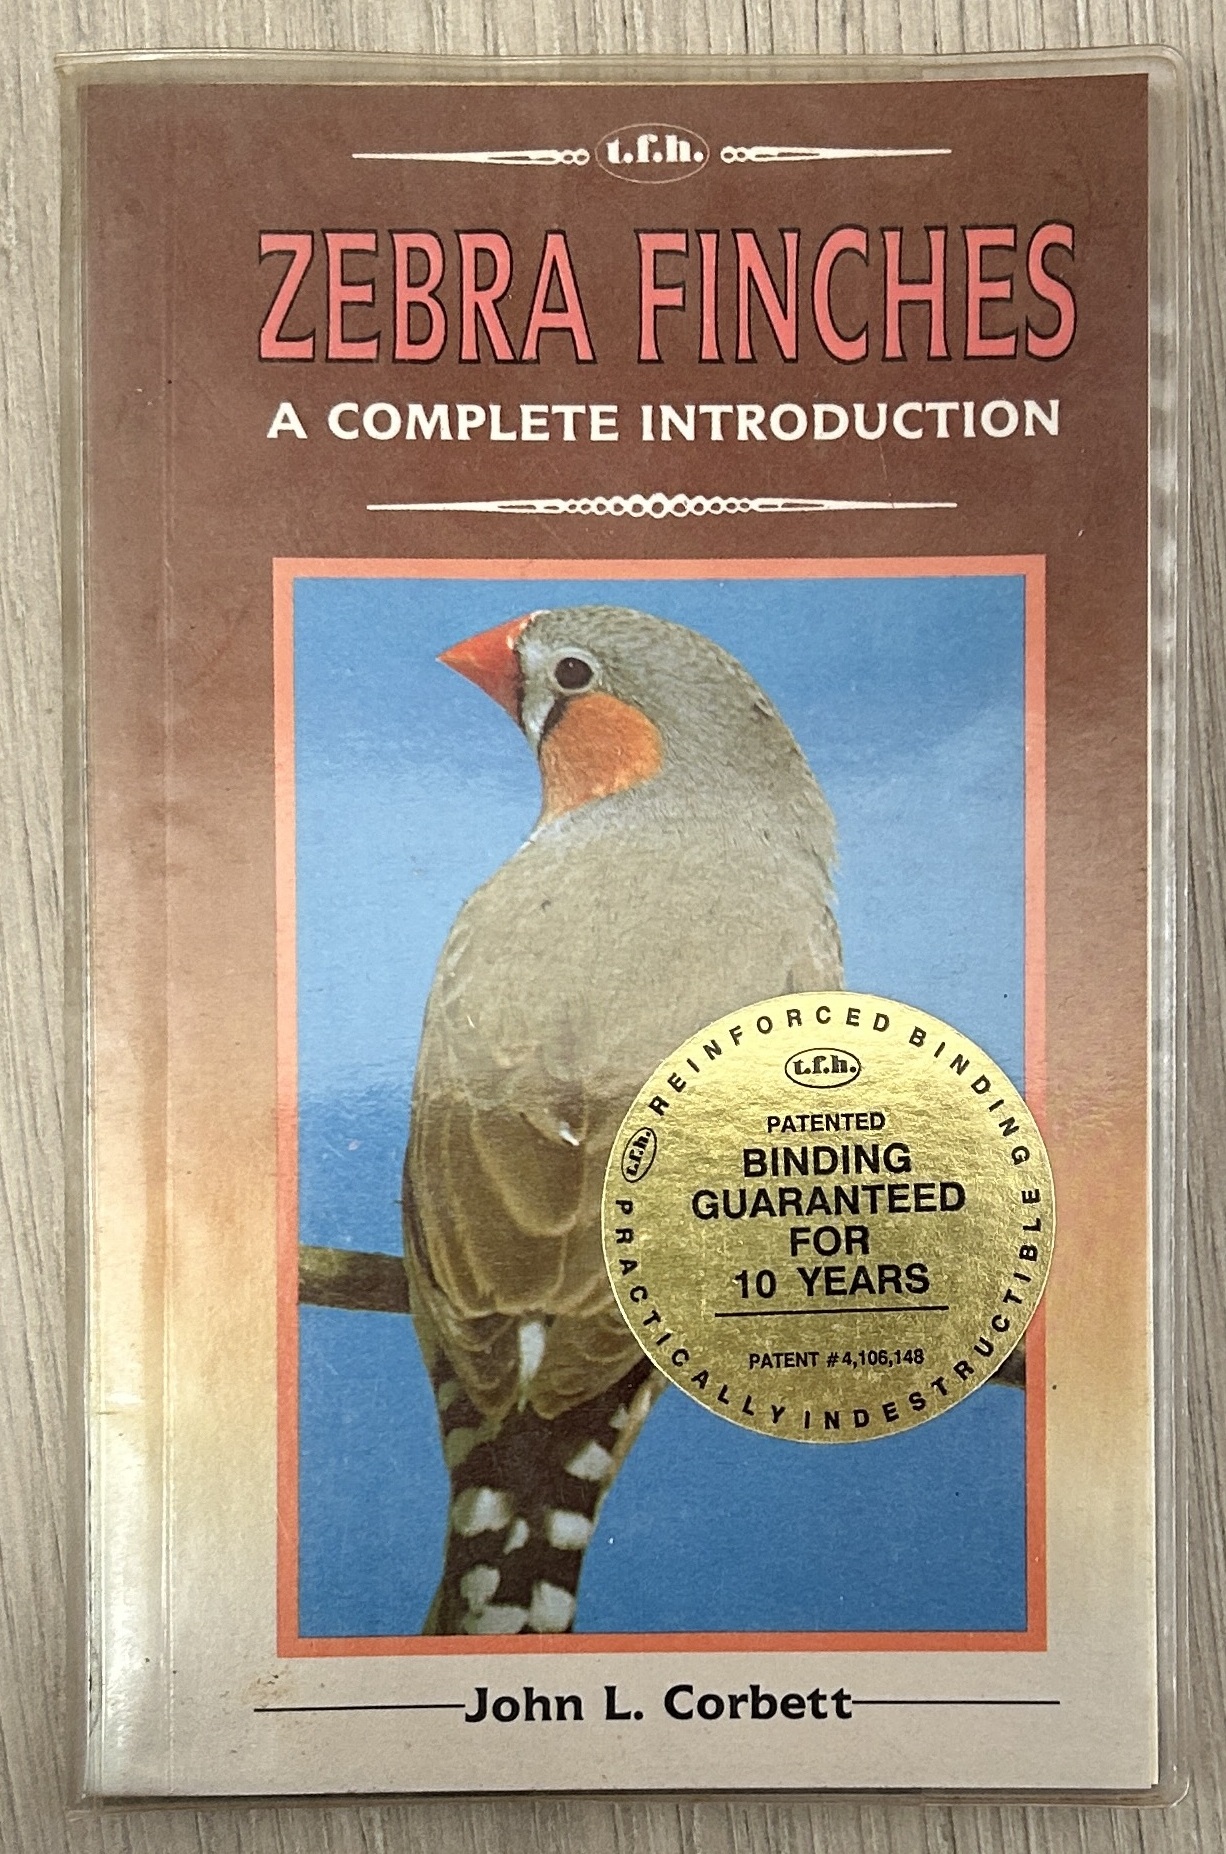 t.f.h.
ZEBRA FINCHES
A COMPLETE INTRODUCTION
t.f.h. REINFORCED BINDING
PRACTICALLY INDESTRUCTIBLE
t.f.h.
PATENTED
BINDING
GUARANTEED
FOR
10 YEARS
PATENT #4,106,148
John L. Corbett